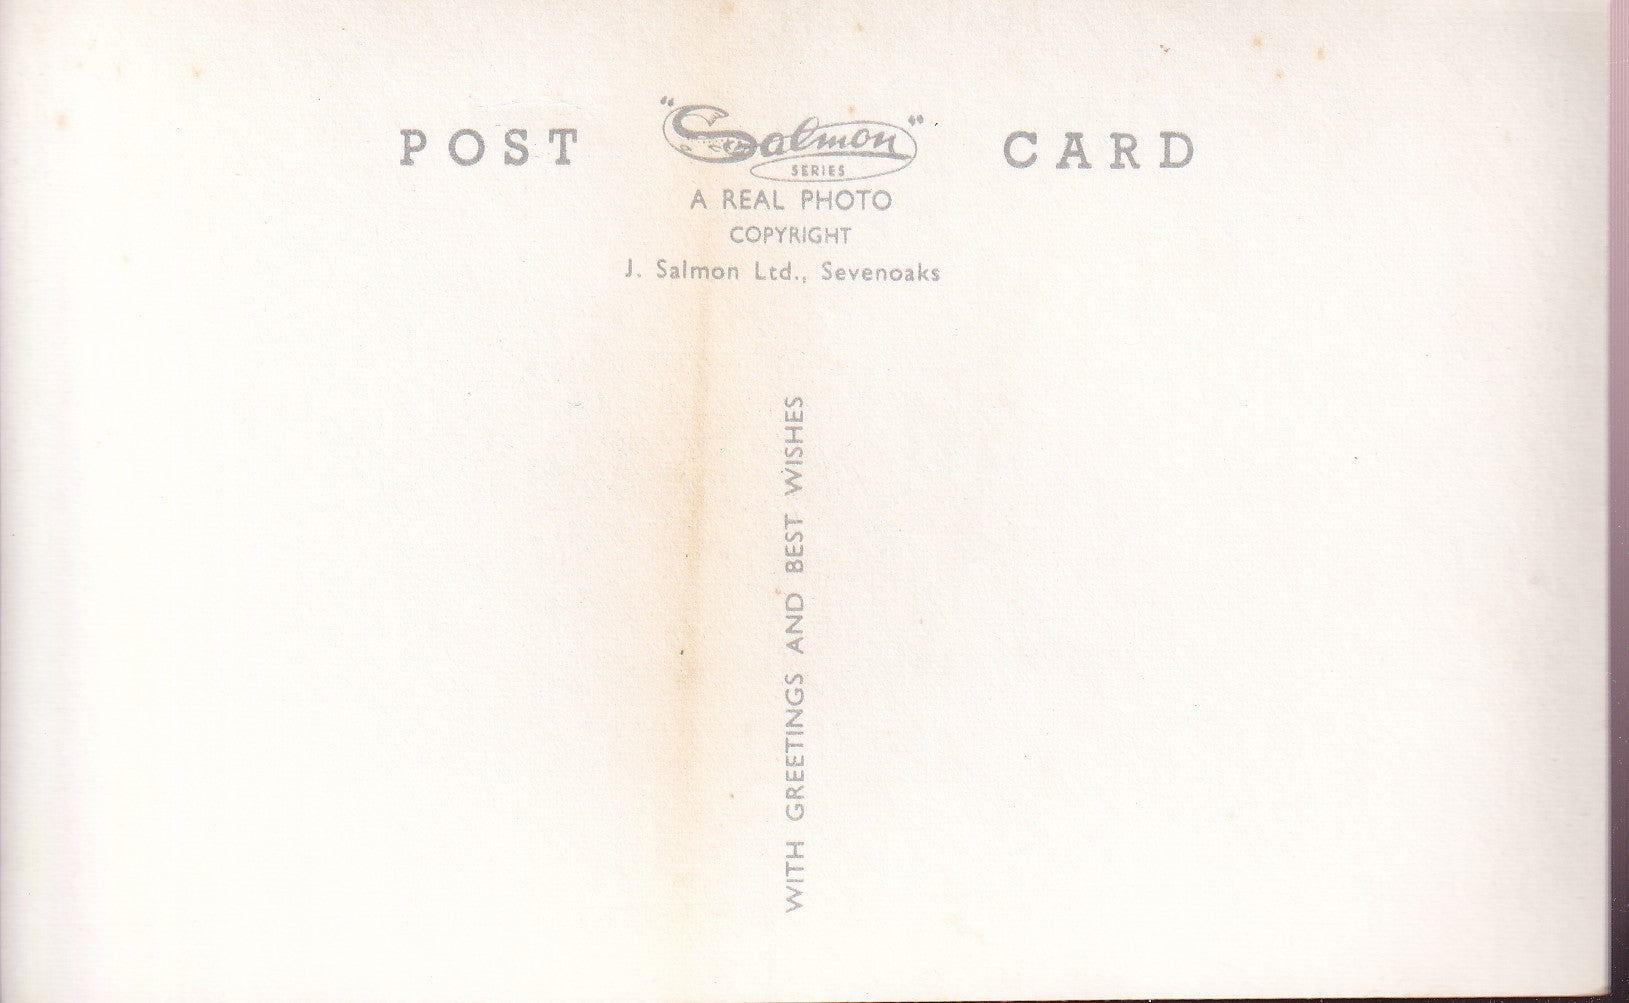 POST "Salmon" CARD
SERIES
A REAL PHOTO
COPYRIGHT
J. Salmon Ltd., Sevenoaks
WITH GREETINGS AND BEST WISHES